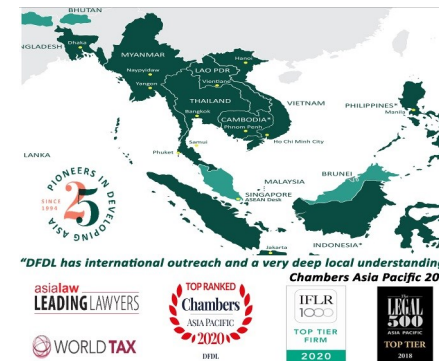 BHUTAN
NGLADESH
Dhaka
MYANMAR
Hanoi
Naypyidaw
LAO PDR
Vientiane
Yangon
THAILAND
VIETNAM
PHILIPPINES*
Bangkok
Manila
CAMBODIA*
Phnom Penh
Samui
Ho Chi Minh City
LANKA
Phuket
BRUNEI
MALAYSIA
PIONEERS IN DEVELOPING ASIA
SINCE 1994
25
SINGAPORE
ASEAN Desk
INDONESIA*
Jakarta
“DFDL has international outreach and a very deep local understanding
Chambers Asia Pacific 20
asialaw
LEADING LAWYERS
WORLD TAX
TOP RANKED
Chambers
ASIA PACIFIC
2020
DFDL
IFLR
1000
TOP TIER
FIRM
2020
The
LEGAL
500
ASIA PACIFIC
TOP TIER
2018